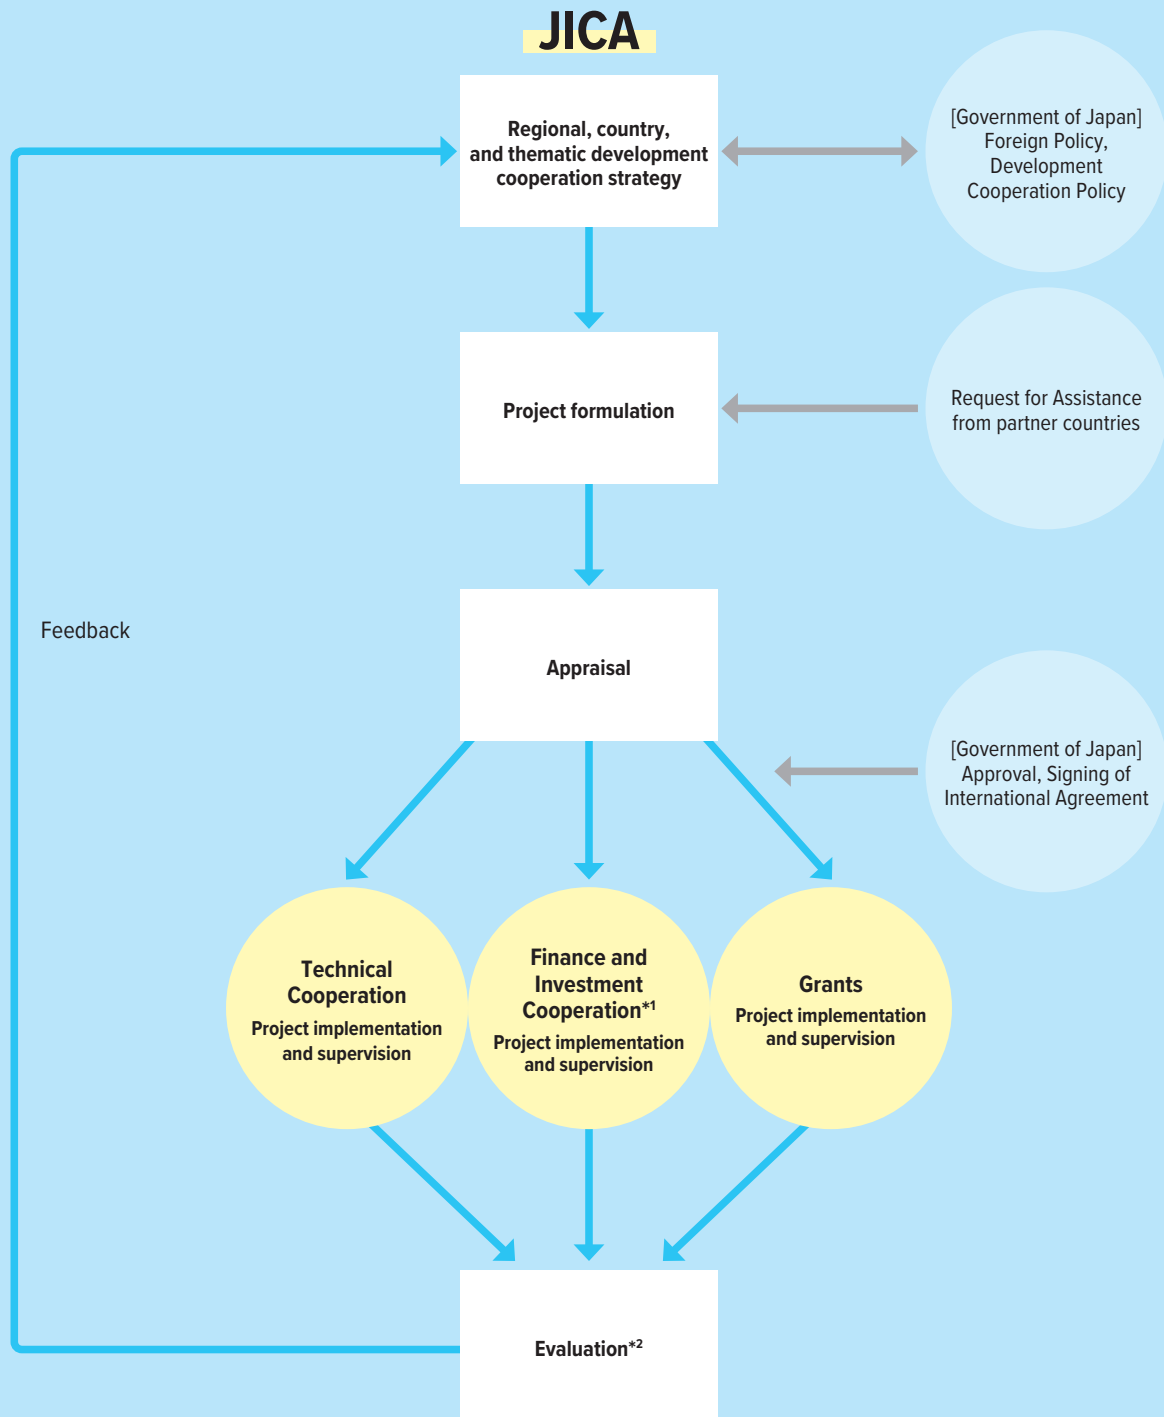 JICA
Regional, country,
and thematic development
cooperation strategy
[Government of Japan]
Foreign Policy,
Development
Cooperation Policy
Project formulation
Request for Assistance
from partner countries
Feedback
Appraisal
[Government of Japan]
Approval, Signing of
International Agreement
Technical
Cooperation
Project implementation
and supervision
Finance and
Investment
Cooperation*1
Project implementation
and supervision
Grants
Project implementation
and supervision
Evaluation*2